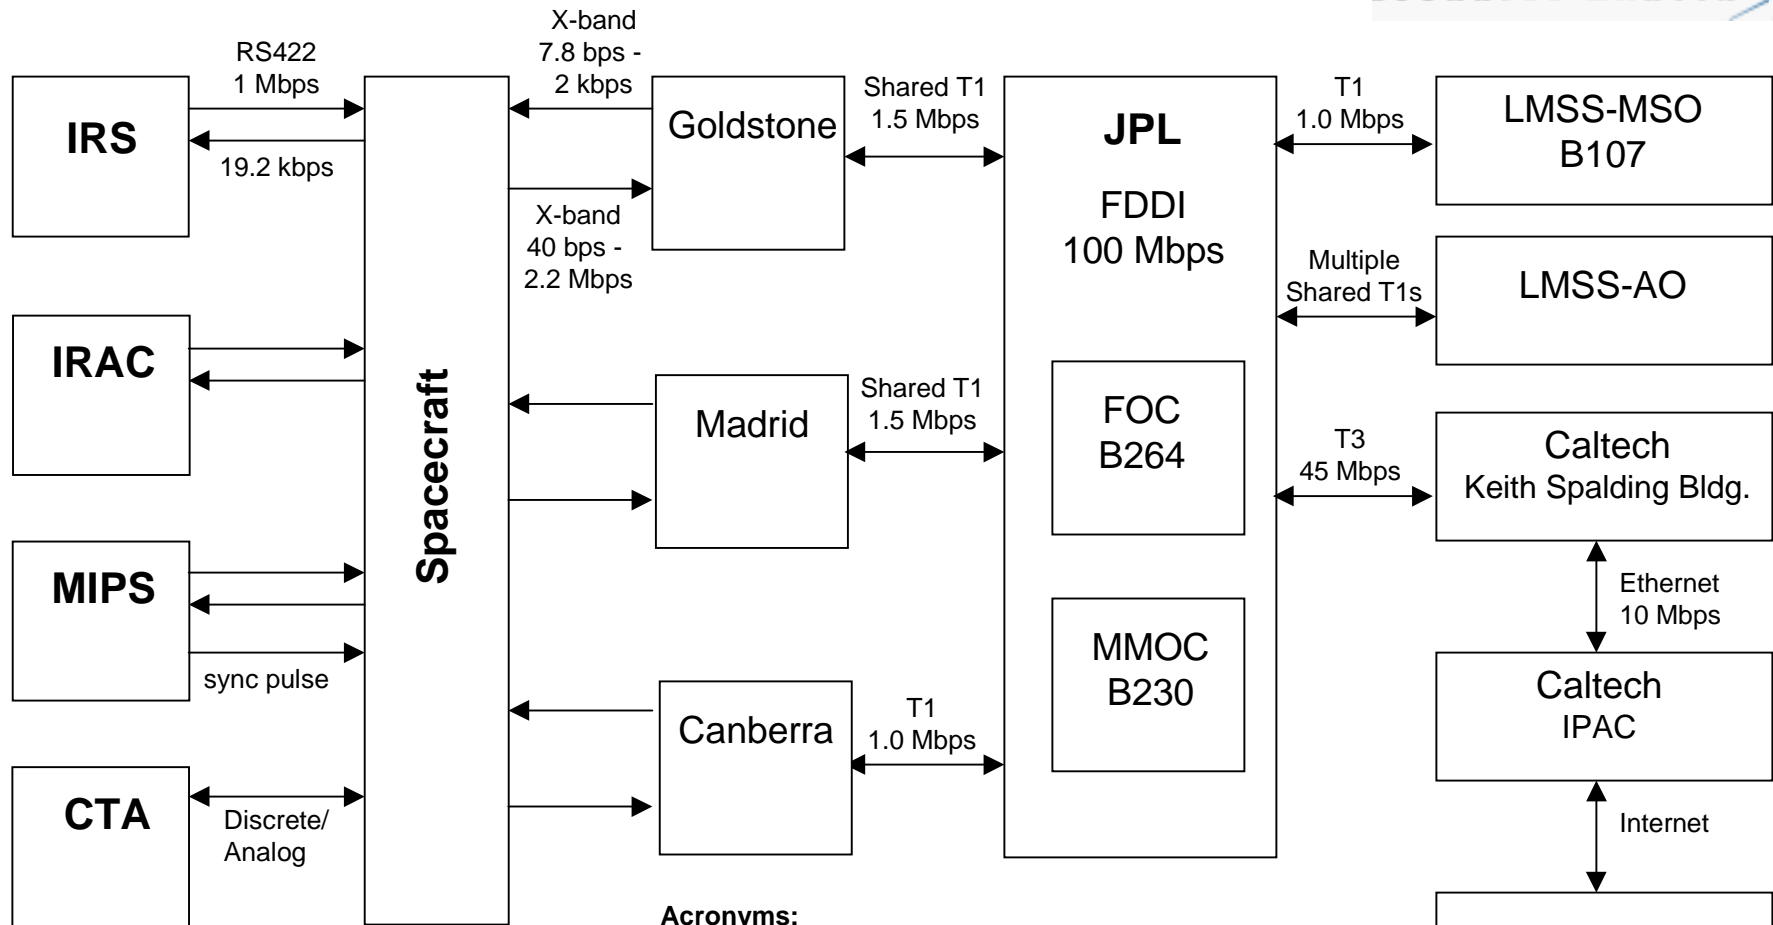 X-band
7.8 bps -
2 kbps
RS422
1 Mbps
IRS
19.2 kbps
Goldstone
X-band
40 bps -
2.2 Mbps
Shared T1
1.5 Mbps
JPL
FDDI
100 Mbps
T1
1.0 Mbps
LMSS-MSO
B107
Multiple
Shared T1s
LMSS-AO
IRAC
Spacecraft
Madrid
Shared T1
1.5 Mbps
FOC
B264
T3
45 Mbps
Caltech
Keith Spalding Bldg.
Ethernet
10 Mbps
MIPS
sync pulse
MMOC
B230
Caltech
IPAC
Canberra
T1
1.0 Mbps
CTA
Discrete/
Analog
Internet
Acronyms: